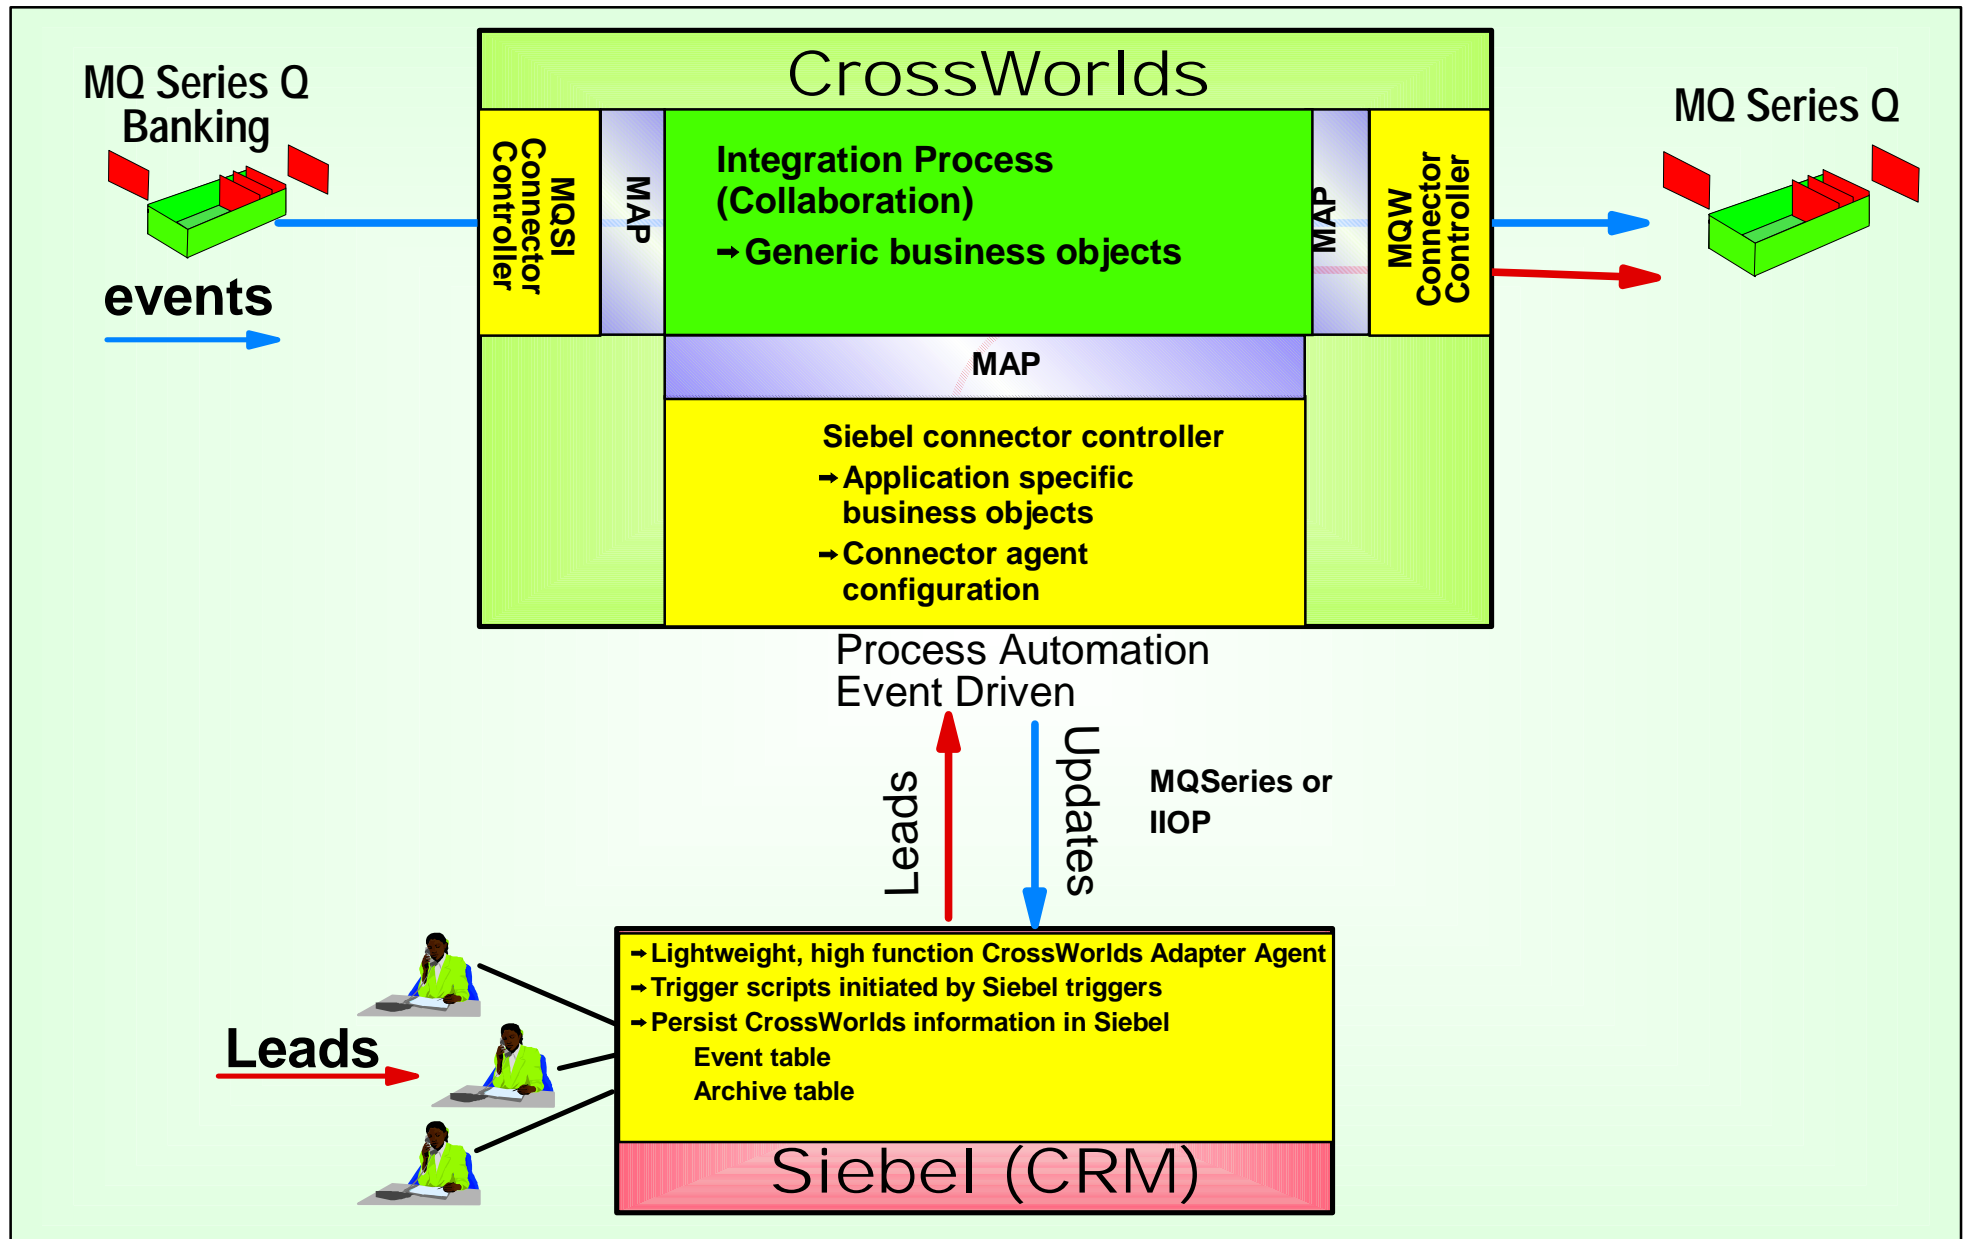 CrossWorlds
MQ Series Q
Banking
events
MQSI
Connector
Controller
MAP
Integration Process
(Collaboration)
Generic business objects
MAP
MQW
Connector
Controller
MQ Series Q
MAP
Siebel connector controller
Application specific
business objects
Connector agent
configuration
Process Automation
Event Driven
Leads
Updates
MQSeries or
IIOP
Leads
Lightweight, high function CrossWorlds Adapter Agent
Trigger scripts initiated by Siebel triggers
Persist CrossWorlds information in Siebel
Event table
Archive table
Siebel (CRM)